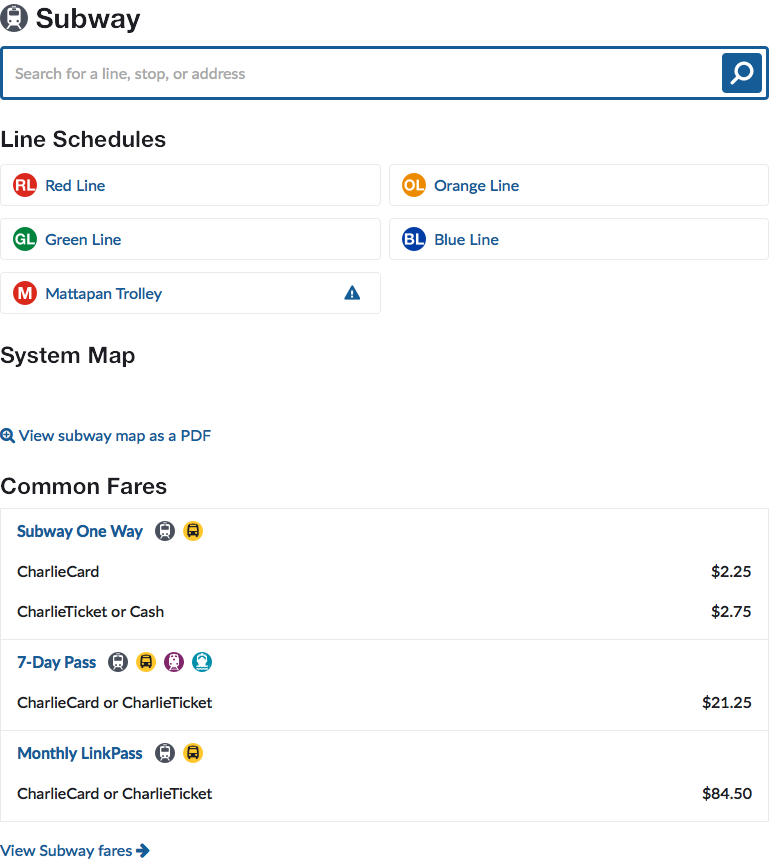 Subway
Search for a line, stop, or address
Line Schedules
RL Red Line
OL Orange Line
GL Green Line
BL Blue Line
M Mattapan Trolley
System Map
View subway map as a PDF
Common Fares
Subway One Way
CharlieCard $2.25
CharlieTicket or Cash $2.75
7-Day Pass
CharlieCard or CharlieTicket $21.25
Monthly LinkPass
CharlieCard or CharlieTicket $84.50
View Subway fares